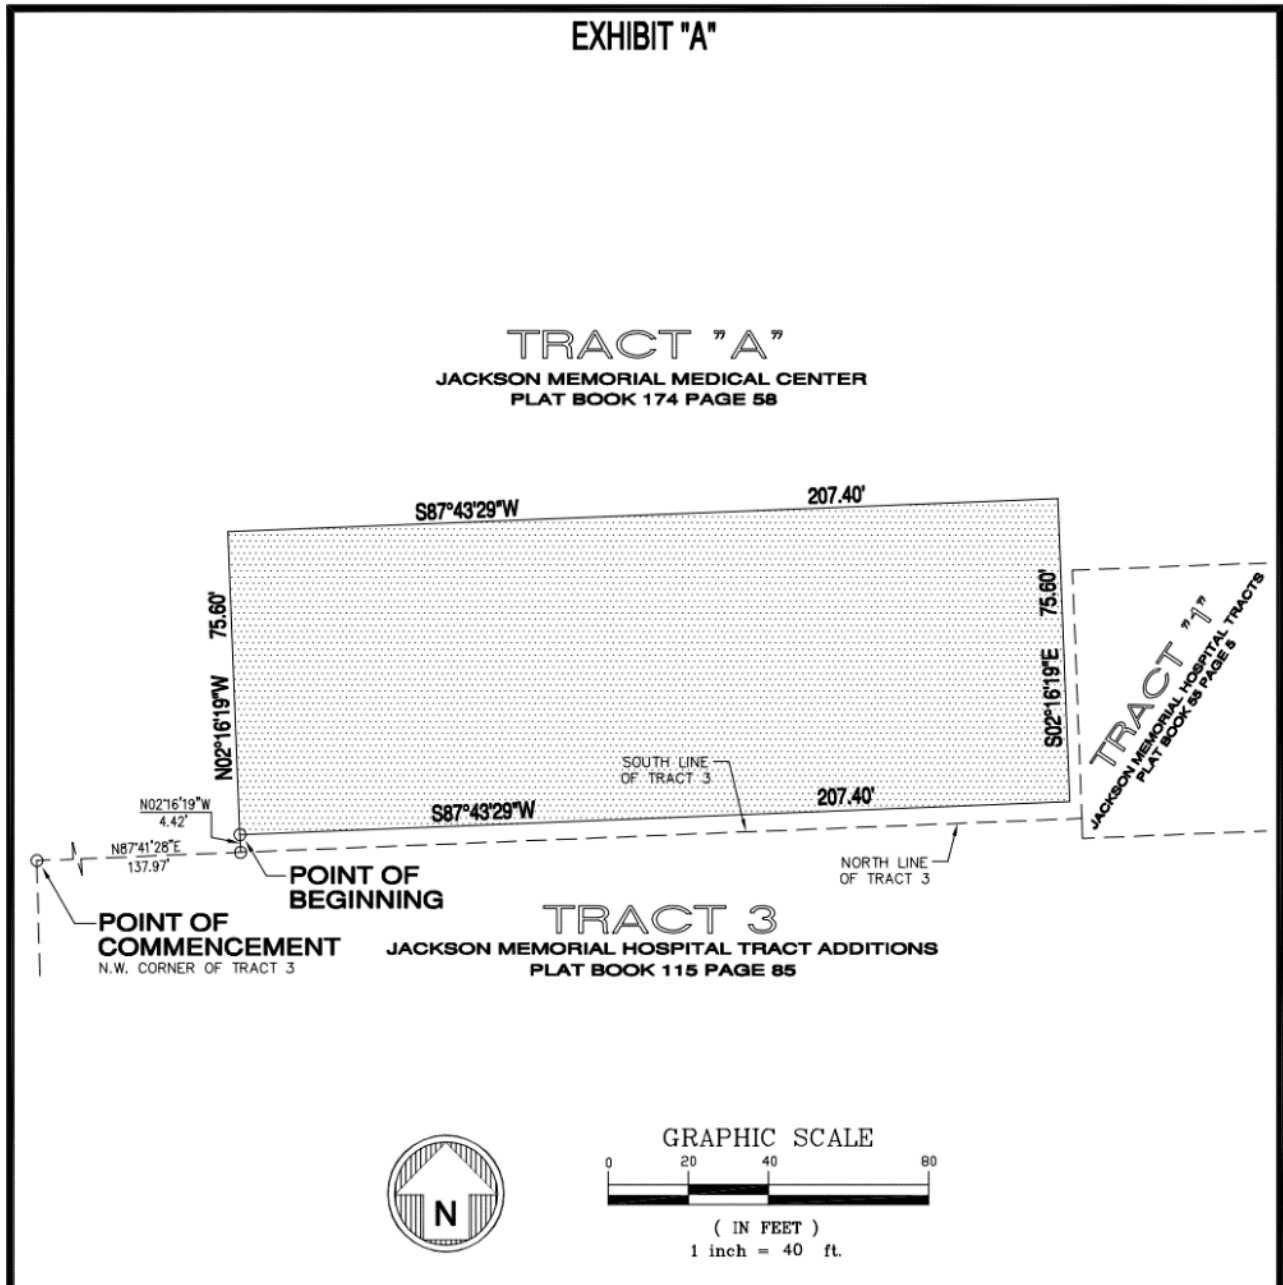 EXHIBIT "A"
TRACT "A"
JACKSON MEMORIAL MEDICAL CENTER
PLAT BOOK 174 PAGE 58
S87°43'29"W
207.40'
75.60'
N02°16'19"W
75.60'
S02°16'19"E
TRACT "1"
JACKSON MEMORIAL HOSPITAL TRACTS
PLAT BOOK 55 PAGE 5
SOUTH LINE
OF TRACT 3
S87°43'29"W
207.40'
N02°16'19"W
4.42'
N87°41'28"E
137.97'
NORTH LINE
OF TRACT 3
POINT OF
BEGINNING
POINT OF
COMMENCEMENT
N.W. CORNER OF TRACT 3
TRACT 3
JACKSON MEMORIAL HOSPITAL TRACT ADDITIONS
PLAT BOOK 115 PAGE 85
N
GRAPHIC SCALE
0 20 40 80
( IN FEET )
1 inch = 40 ft.